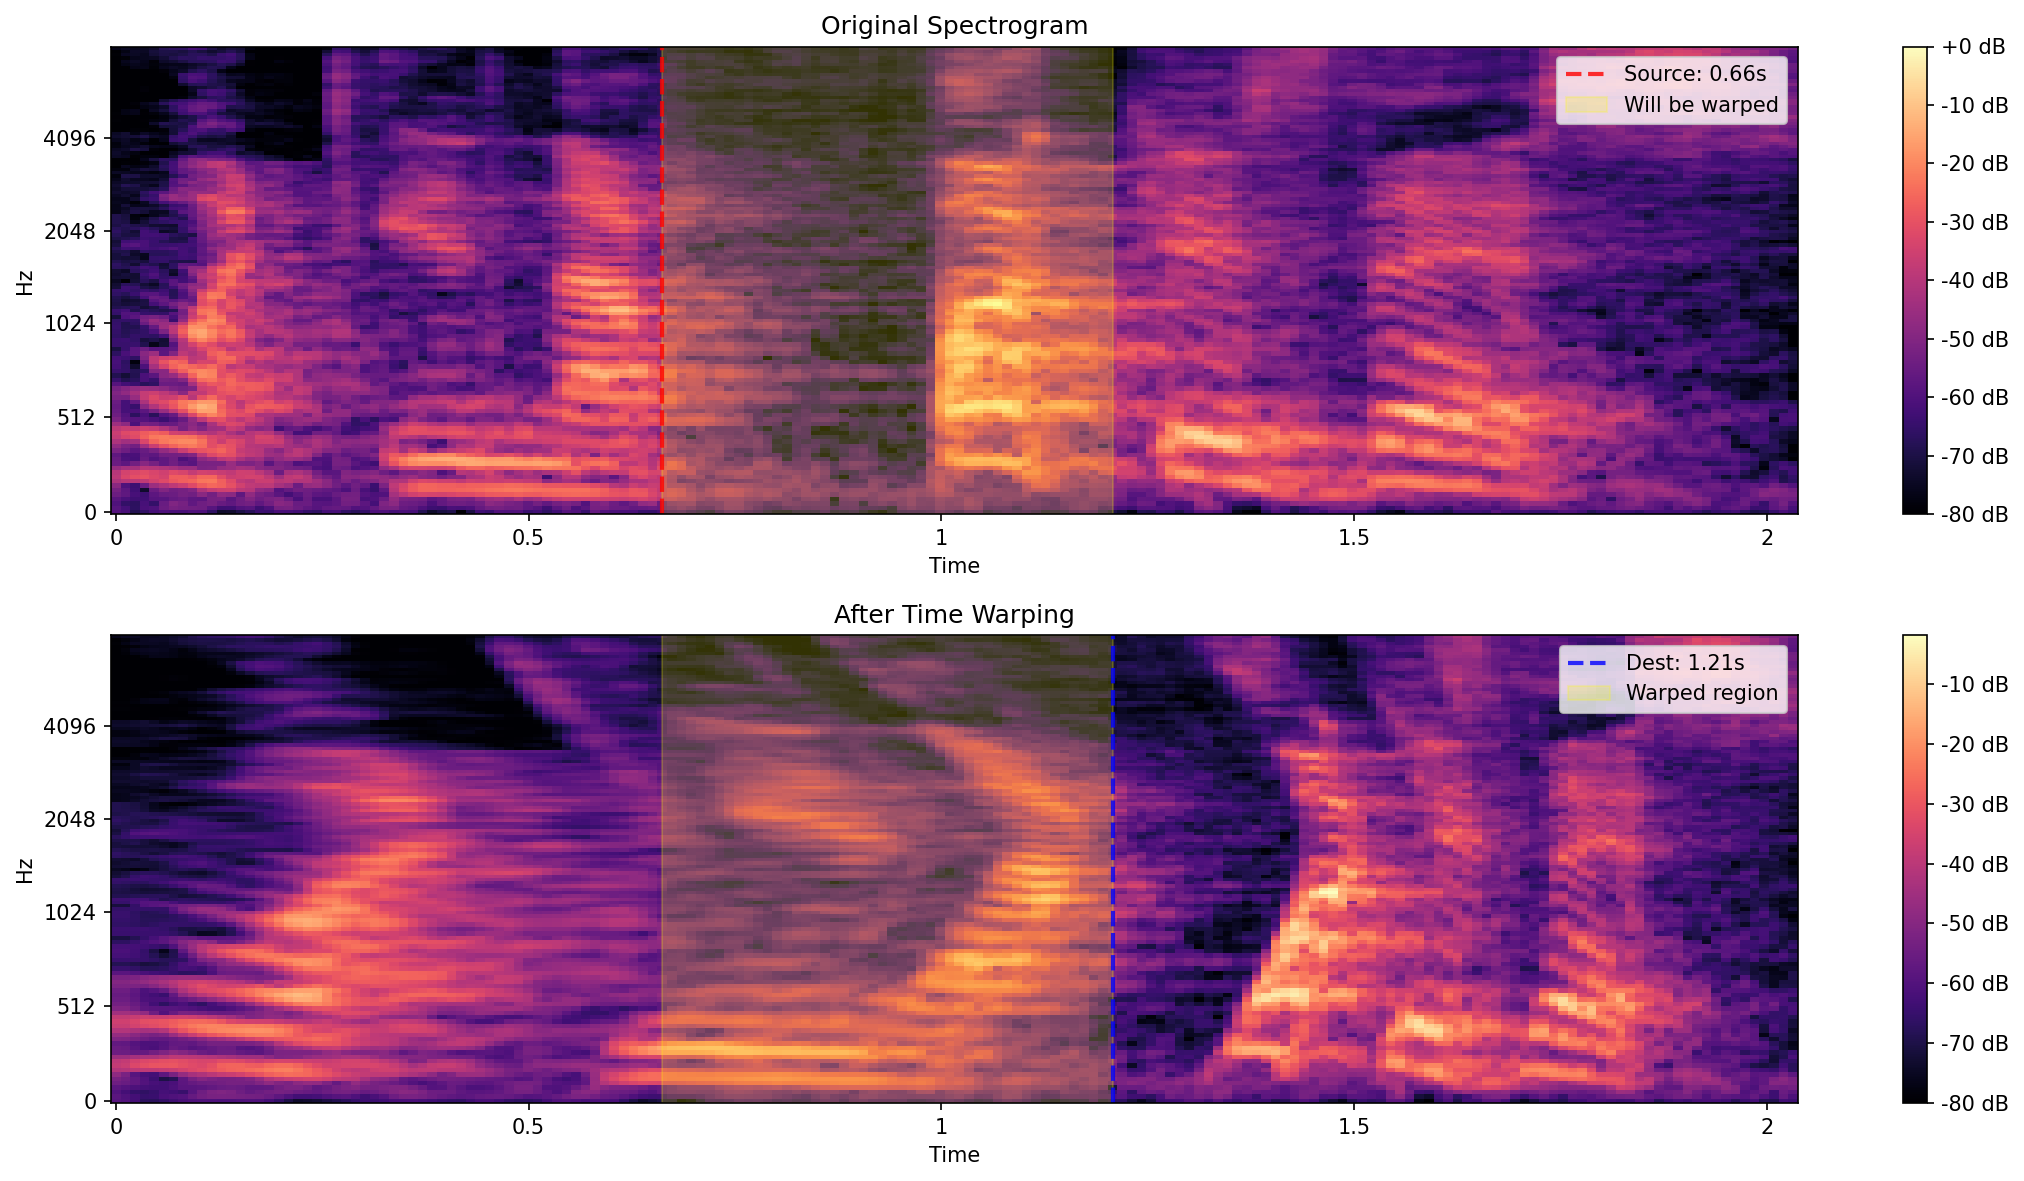 Original Spectrogram
Hz
4096
2048
1024
512
0
Source: 0.66s
Will be warped
0
0.5
1
1.5
2
Time
+0 dB
-10 dB
-20 dB
-30 dB
-40 dB
-50 dB
-60 dB
-70 dB
-80 dB
After Time Warping
Hz
4096
2048
1024
512
0
Dest: 1.21s
Warped region
0
0.5
1
1.5
2
Time
-10 dB
-20 dB
-30 dB
-40 dB
-50 dB
-60 dB
-70 dB
-80 dB